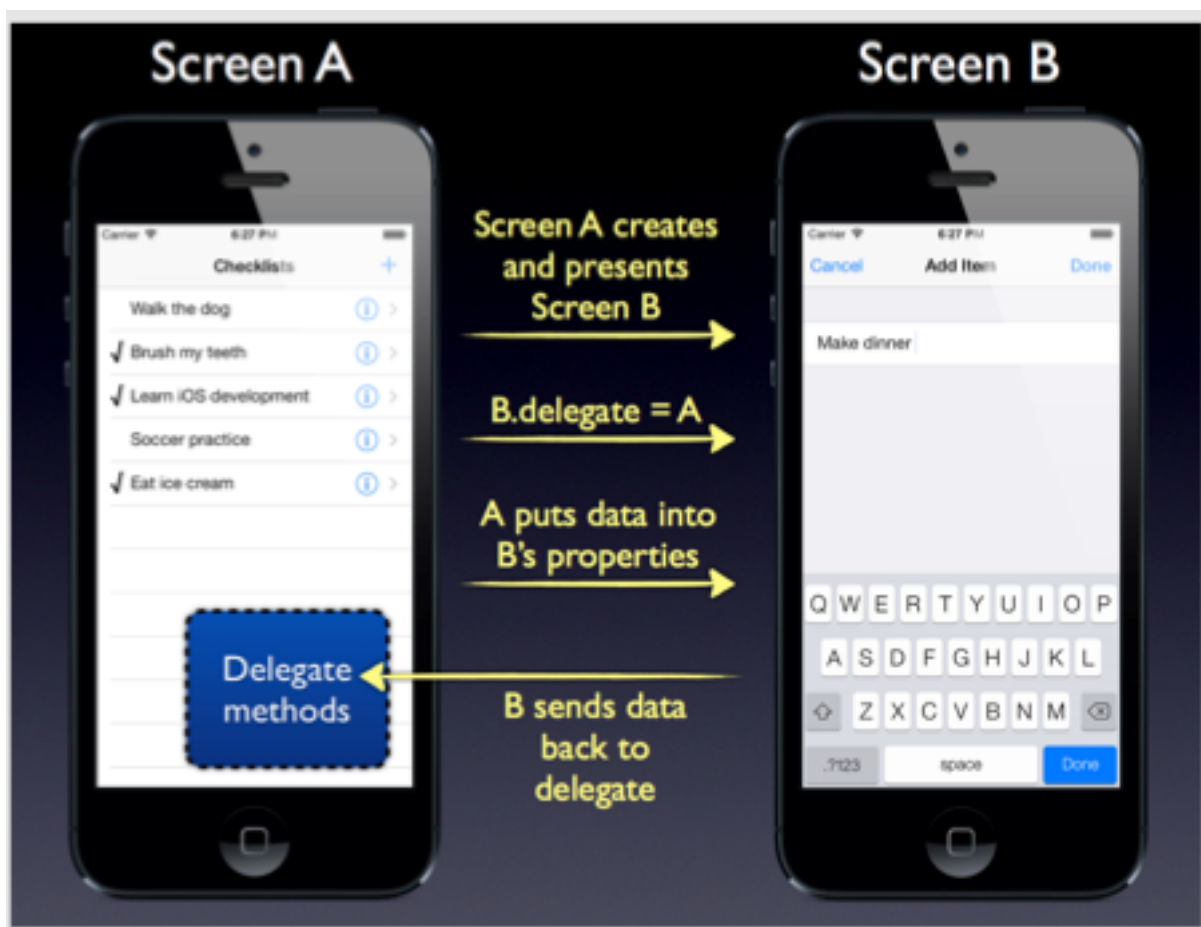 Screen A
Carrier 6:27 PM
Checklists +
Walk the dog
√ Brush my teeth
√ Learn iOS development
Soccer practice
√ Eat ice cream
Delegate
methods
Screen A creates
and presents
Screen B
B.delegate = A
A puts data into
B's properties
B sends data
back to
delegate
Screen B
Carrier 6:27 PM
Cancel Add Item Done
Make dinner
Q W E R T Y U I O P
A S D F G H J K L
Z X C V B N M
.?123 space Done